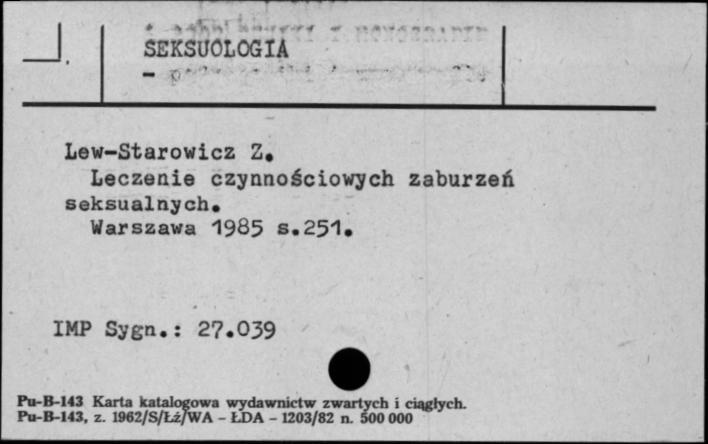 SEKSUOLOGIA
-
Lew-Starowicz Z.
Leczenie czynnościowych zaburzeń
seksualnych.
Warszawa 1985 s.251.
IMP Sygn.: 27.039
Pu-B-143 Karta katalogowa wydawnictw zwartych i ciągłych.
Pu-B-143, z. 1962/S/Łż/WA - ŁDA - 1203/82 n. 500 000